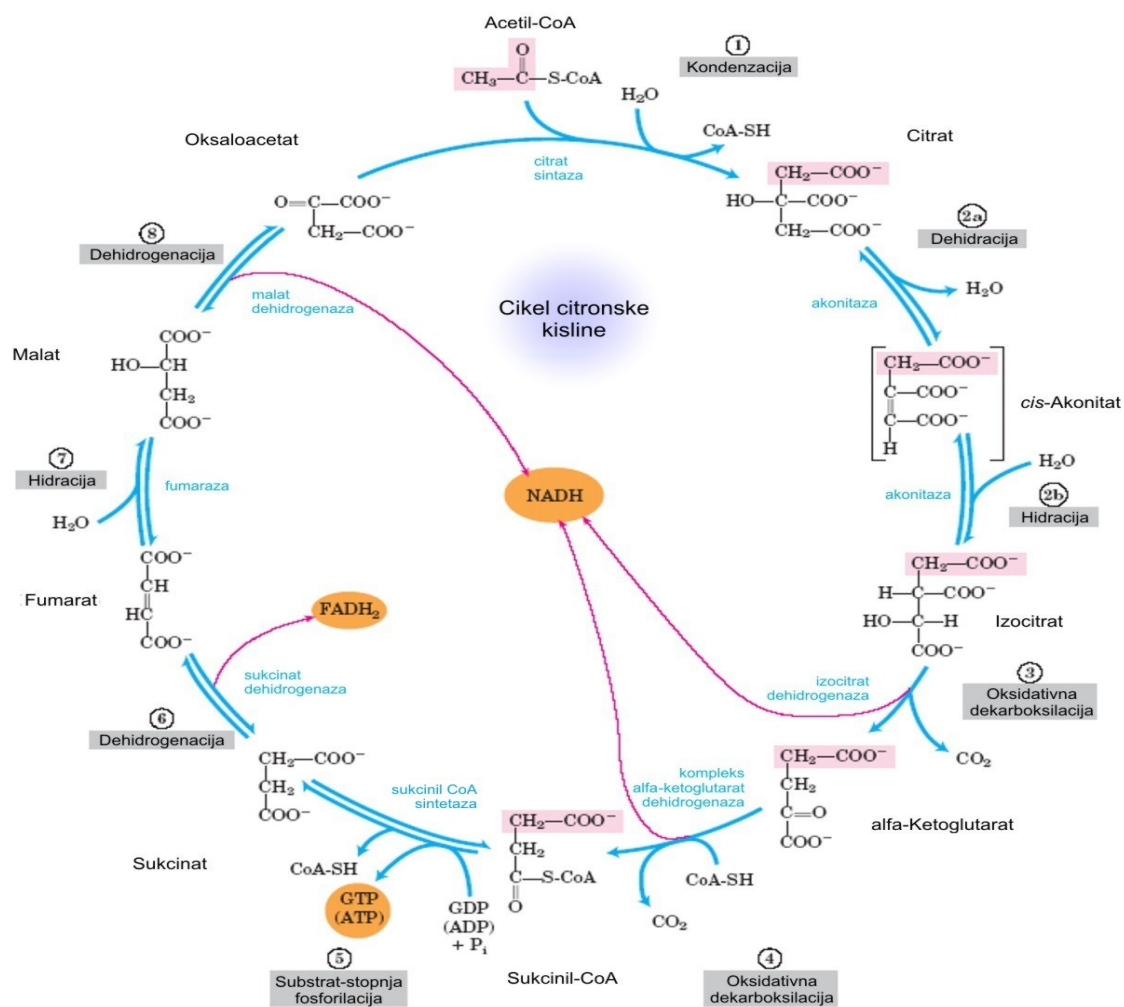 Acetil-CoA
O
CH₃—C—S-CoA
1
Kondenzacija
H₂O
CoA-SH
citrat
sintaza
Citrat
CH₂—COO⁻
HO—C—COO⁻
CH₂—COO⁻
2a
Dehidracija
H₂O
akonitaza
CH₂—COO⁻
C—COO⁻
C—COO⁻
H
cis-Akonitat
H₂O
2b
Hidracija
akonitaza
CH₂—COO⁻
H—C—COO⁻
HO—C—H
COO⁻
Izocitrat
3
Oksidativna
dekarboksilacija
izocitrat
dehidrogenaza
CO₂
CH₂—COO⁻
CH₂
C=O
COO⁻
alfa-Ketoglutarat
kompleks
alfa-ketoglutarat
dehidrogenaza
CoA-SH
CO₂
4
Oksidativna
dekarboksilacija
CH₂—COO⁻
CH₂
C—S-CoA
O
Sukcinil-CoA
sukcinil CoA
sintetaza
GDP
(ADP)
+ Pᵢ
CoA-SH
GTP
(ATP)
5
Substrat-stopnja
fosforilacija
CH₂—COO⁻
CH₂
COO⁻
Sukcinat
6
Dehidrogenacija
sukcinat
dehidrogenaza
FADH₂
COO⁻
CH
HC
COO⁻
Fumarat
7
Hidracija
H₂O
fumaraza
COO⁻
HO—CH
CH₂
COO⁻
Malat
8
Dehidrogenacija
malat
dehidrogenaza
Oksaloacetat
O=C—COO⁻
CH₂—COO⁻
Cikel citronske
kisline
NADH